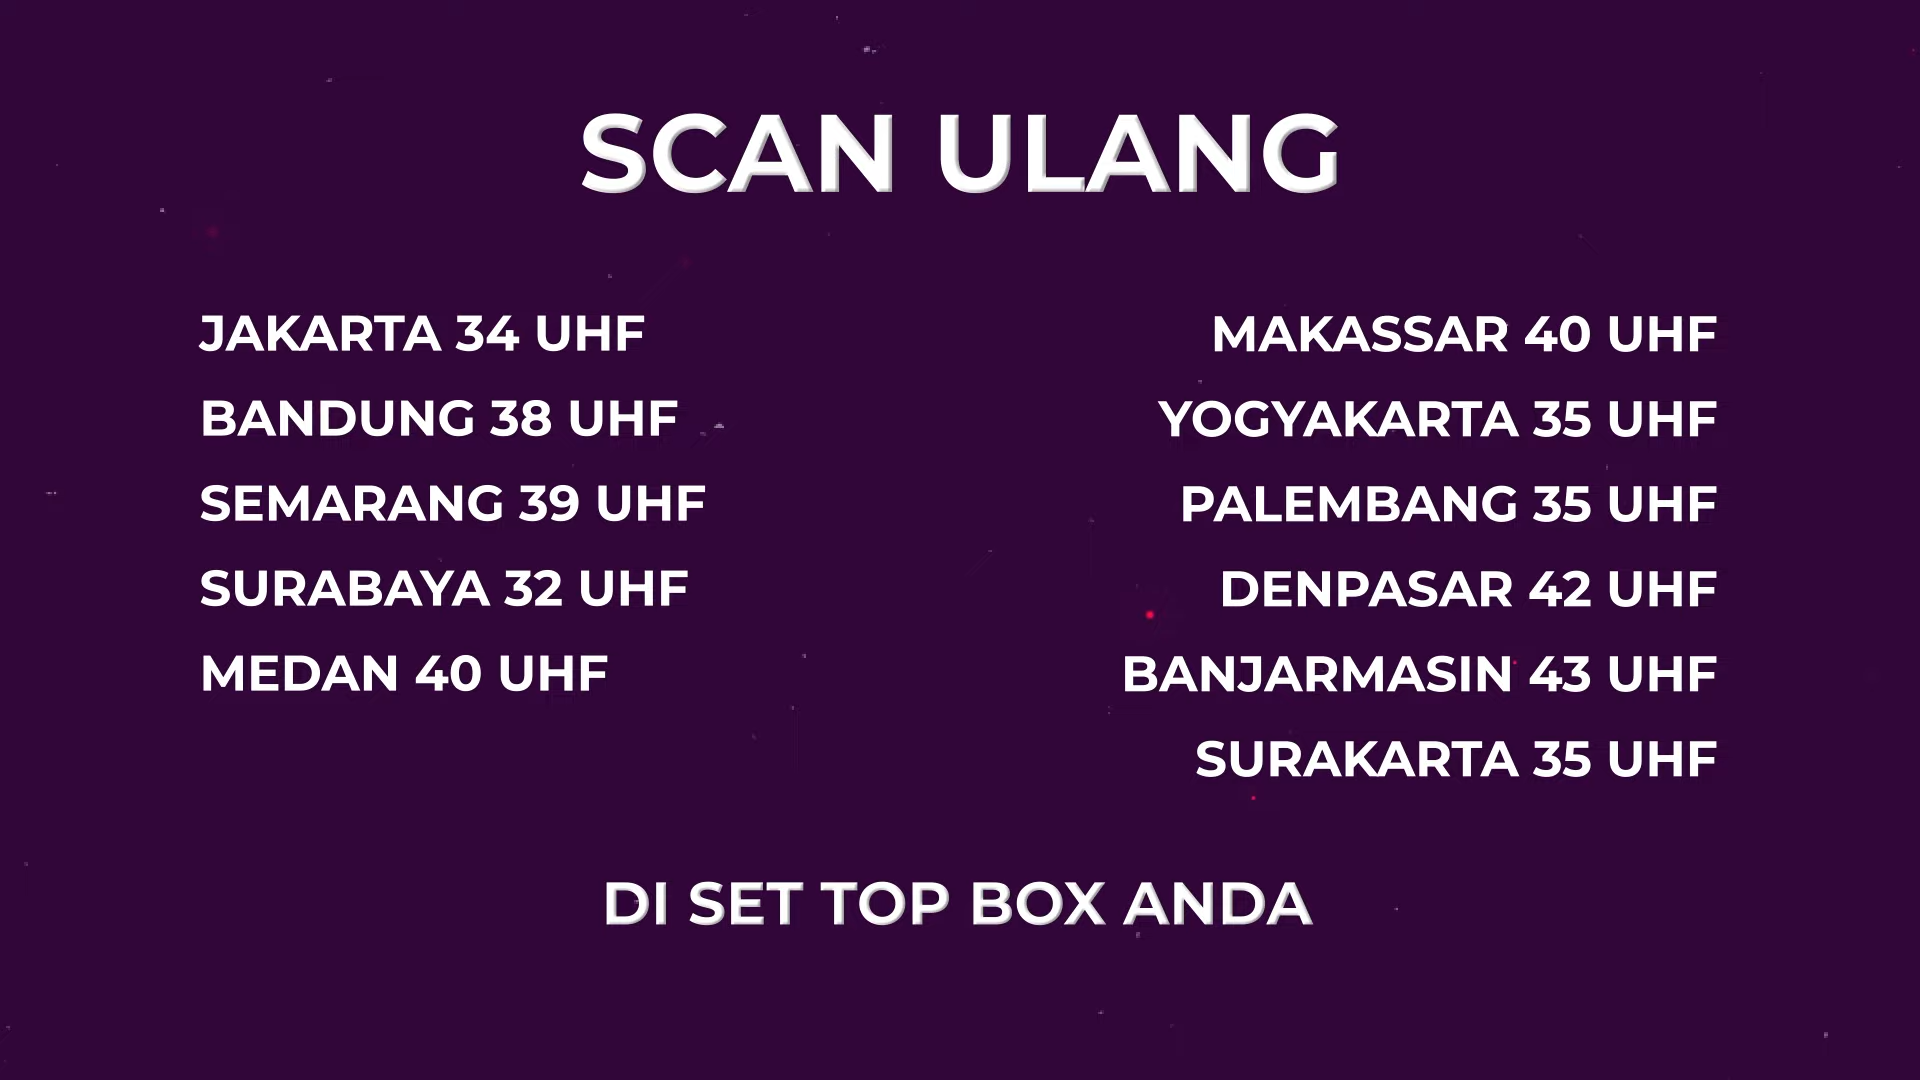 SCAN ULANG
JAKARTA 34 UHF
BANDUNG 38 UHF
SEMARANG 39 UHF
SURABAYA 32 UHF
MEDAN 40 UHF
MAKASSAR 40 UHF
YOGYAKARTA 35 UHF
PALEMBANG 35 UHF
DENPASAR 42 UHF
BANJARMASIN 43 UHF
SURAKARTA 35 UHF
DI SET TOP BOX ANDA